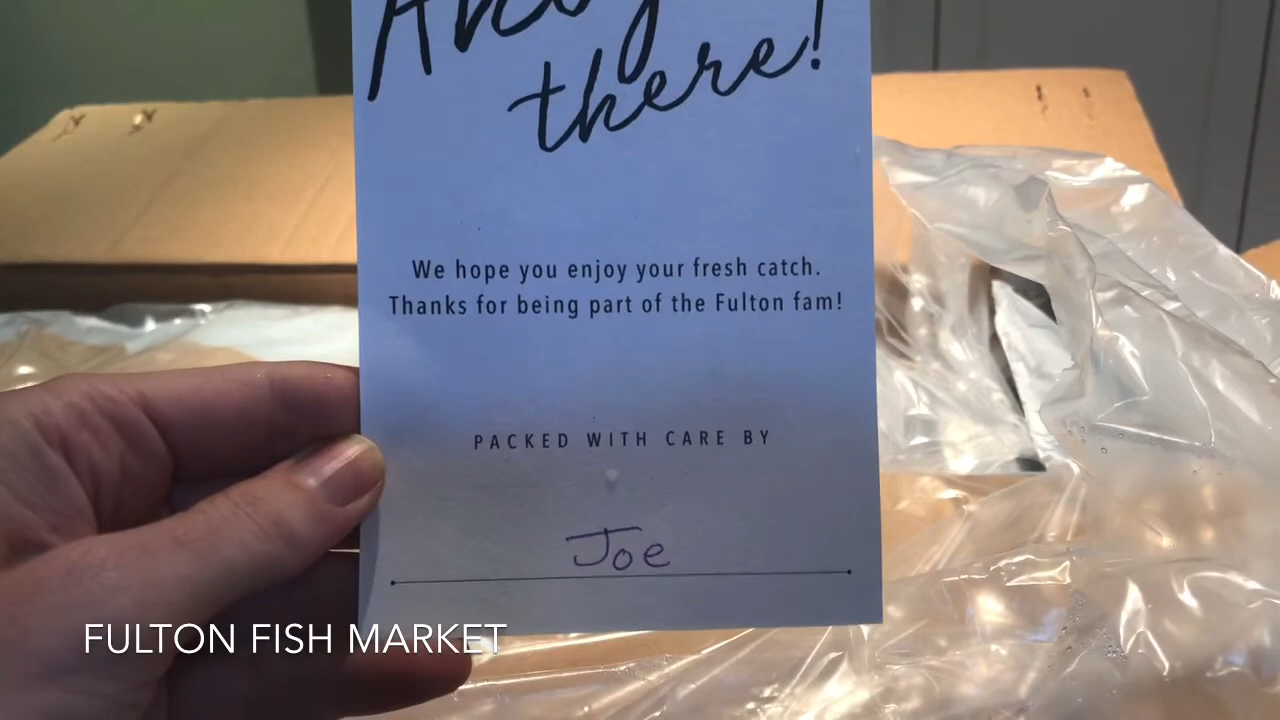 Ahoy
there!
We hope you enjoy your fresh catch.
Thanks for being part of the Fulton fam!
PACKED WITH CARE BY
Joe
FULTON FISH MARKET